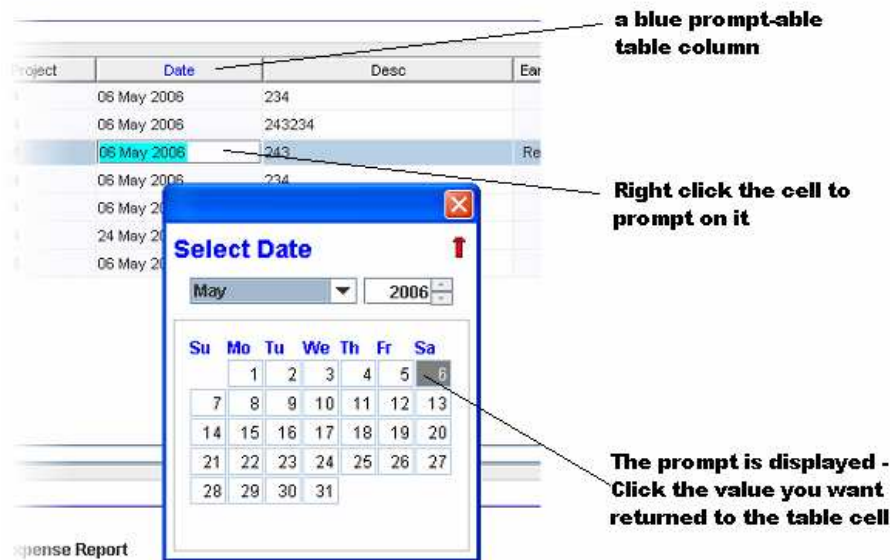 a blue prompt-able
table column
Project Date Desc Ear
06 May 2006 234
06 May 2006 243234
06 May 2006 243 Re
06 May 2006 234
06 May 20
24 May 20
06 May 20
Right click the cell to
prompt on it
Select Date
May 2006
Su Mo Tu We Th Fr Sa
1 2 3 4 5 6
7 8 9 10 11 12 13
14 15 16 17 18 19 20
21 22 23 24 25 26 27
28 29 30 31
The prompt is displayed -
Click the value you want
returned to the table cell
xpense Report